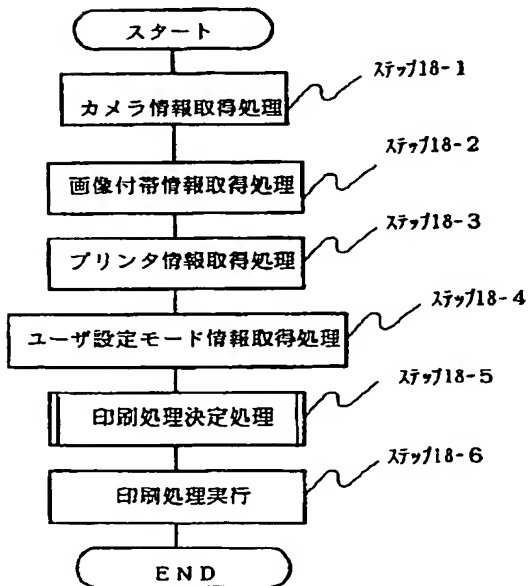 スタート
ステップ18-1
カメラ情報取得処理
ステップ18-2
画像付帯情報取得処理
ステップ18-3
プリンタ情報取得処理
ステップ18-4
ユーザ設定モード情報取得処理
ステップ18-5
印刷処理決定処理
ステップ18-6
印刷処理実行
END